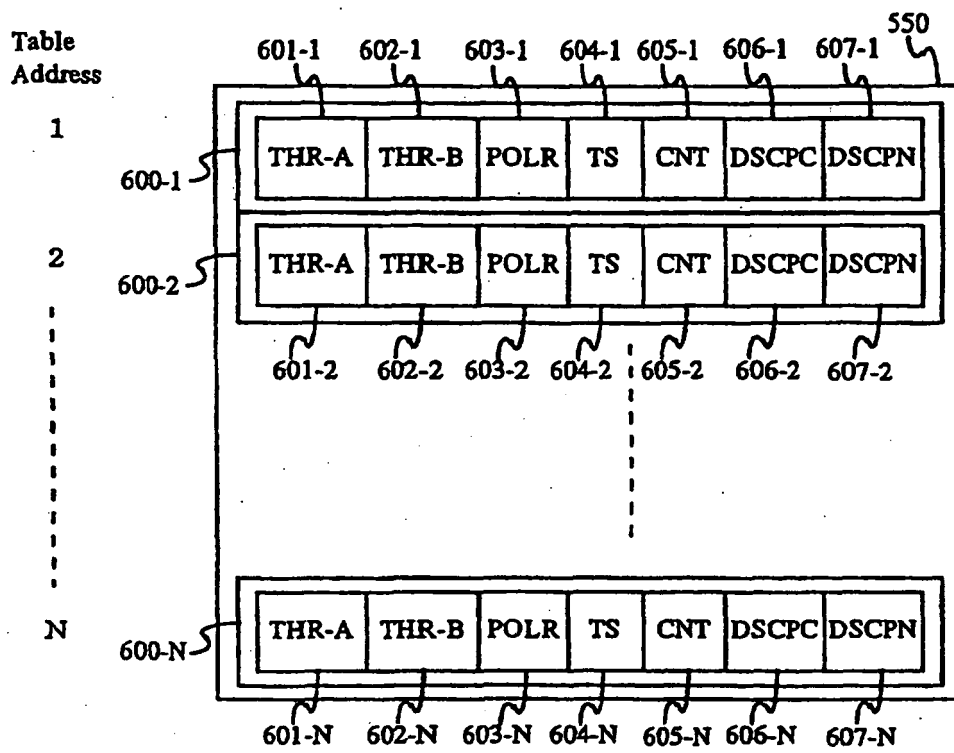 550
Table
Address
601-1 602-1 603-1 604-1 605-1 606-1 607-1
1
THR-A THR-B POLR TS CNT DSCPC DSCPN
600-1
2
THR-A THR-B POLR TS CNT DSCPC DSCPN
600-2
601-2 602-2 603-2 604-2 605-2 606-2 607-2
N
THR-A THR-B POLR TS CNT DSCPC DSCPN
600-N
601-N 602-N 603-N 604-N 605-N 606-N 607-N